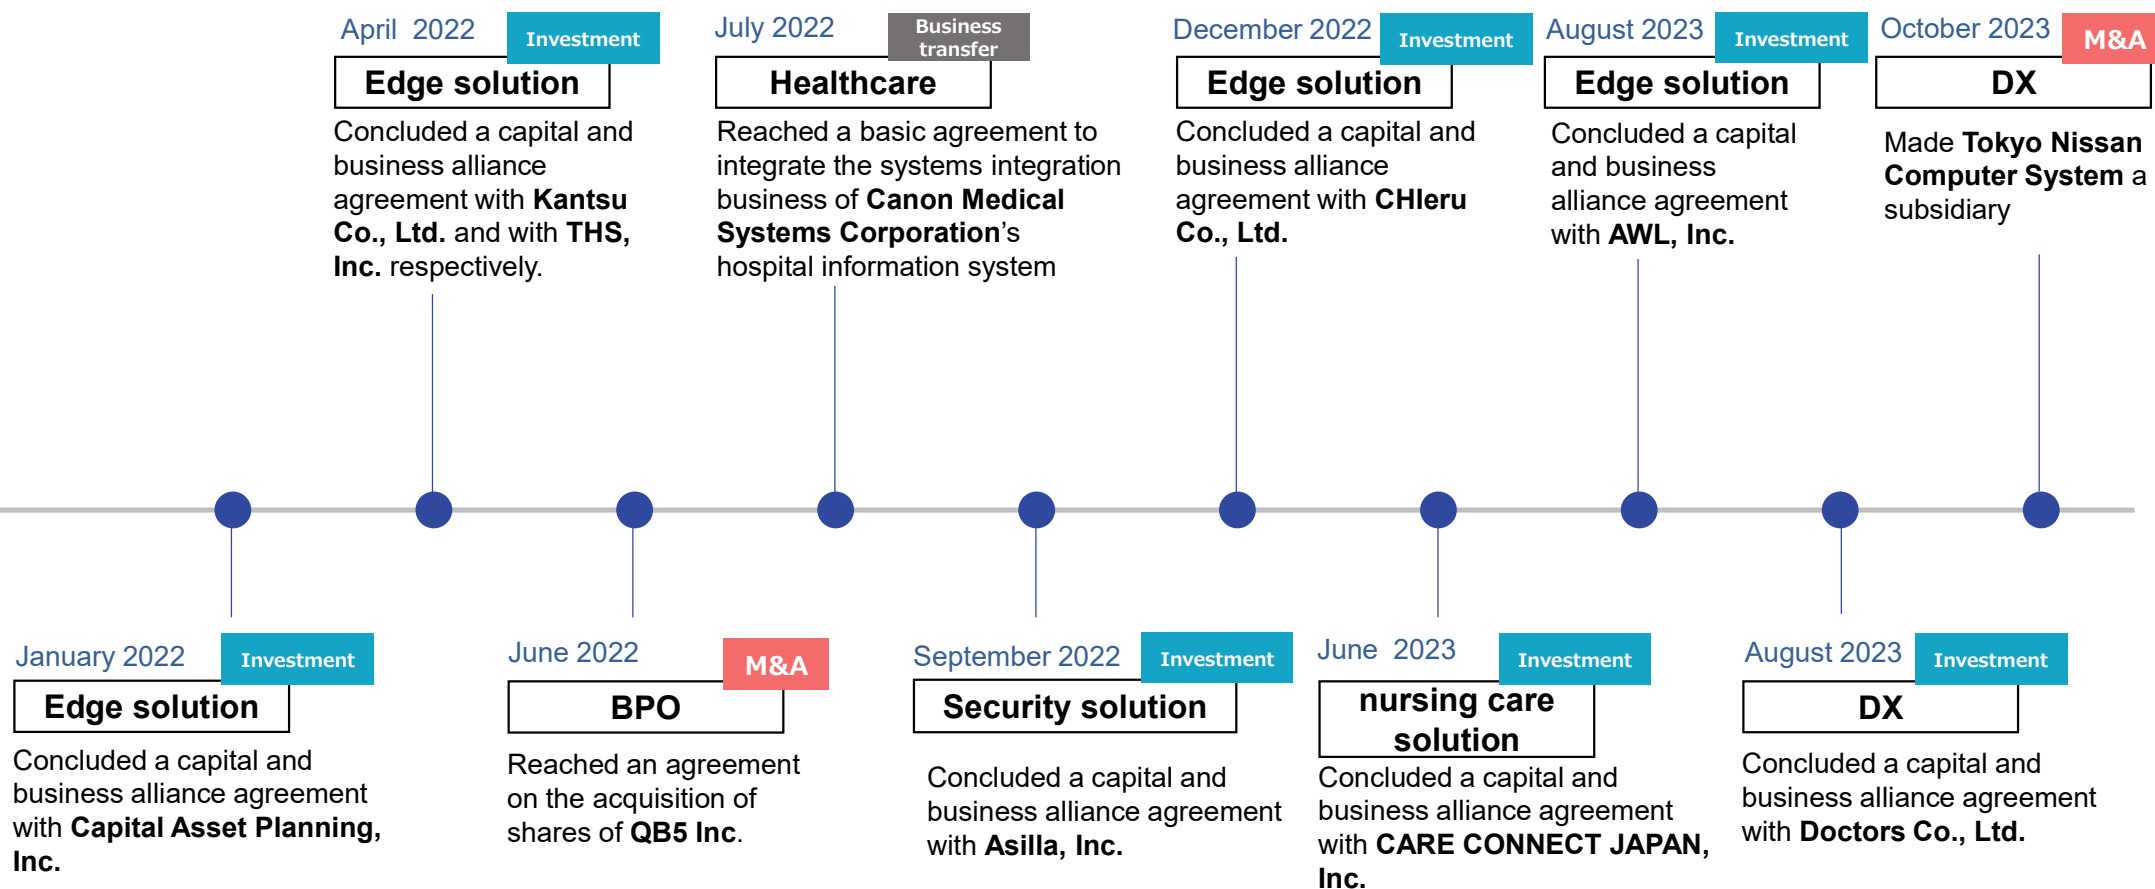 April 2022
Investment
Edge solution
Concluded a capital and
business alliance
agreement with Kantsu
Co., Ltd. and with THS,
Inc. respectively.
July 2022
Business
transfer
Healthcare
Reached a basic agreement to
integrate the systems integration
business of Canon Medical
Systems Corporation’s
hospital information system
December 2022
Investment
Edge solution
Concluded a capital and
business alliance
agreement with CHIeru
Co., Ltd.
August 2023
Investment
Edge solution
Concluded a capital
and business
alliance agreement
with AWL, Inc.
October 2023
M&A
DX
Made Tokyo Nissan
Computer System a
subsidiary
January 2022
Investment
Edge solution
Concluded a capital and
business alliance agreement
with Capital Asset Planning,
Inc.
June 2022
M&A
BPO
Reached an agreement
on the acquisition of
shares of QB5 Inc.
September 2022
Investment
Security solution
Concluded a capital and
business alliance agreement
with Asilla, Inc.
June 2023
Investment
nursing care
solution
Concluded a capital and
business alliance agreement
with CARE CONNECT JAPAN,
Inc.
August 2023
Investment
DX
Concluded a capital and
business alliance agreement
with Doctors Co., Ltd.